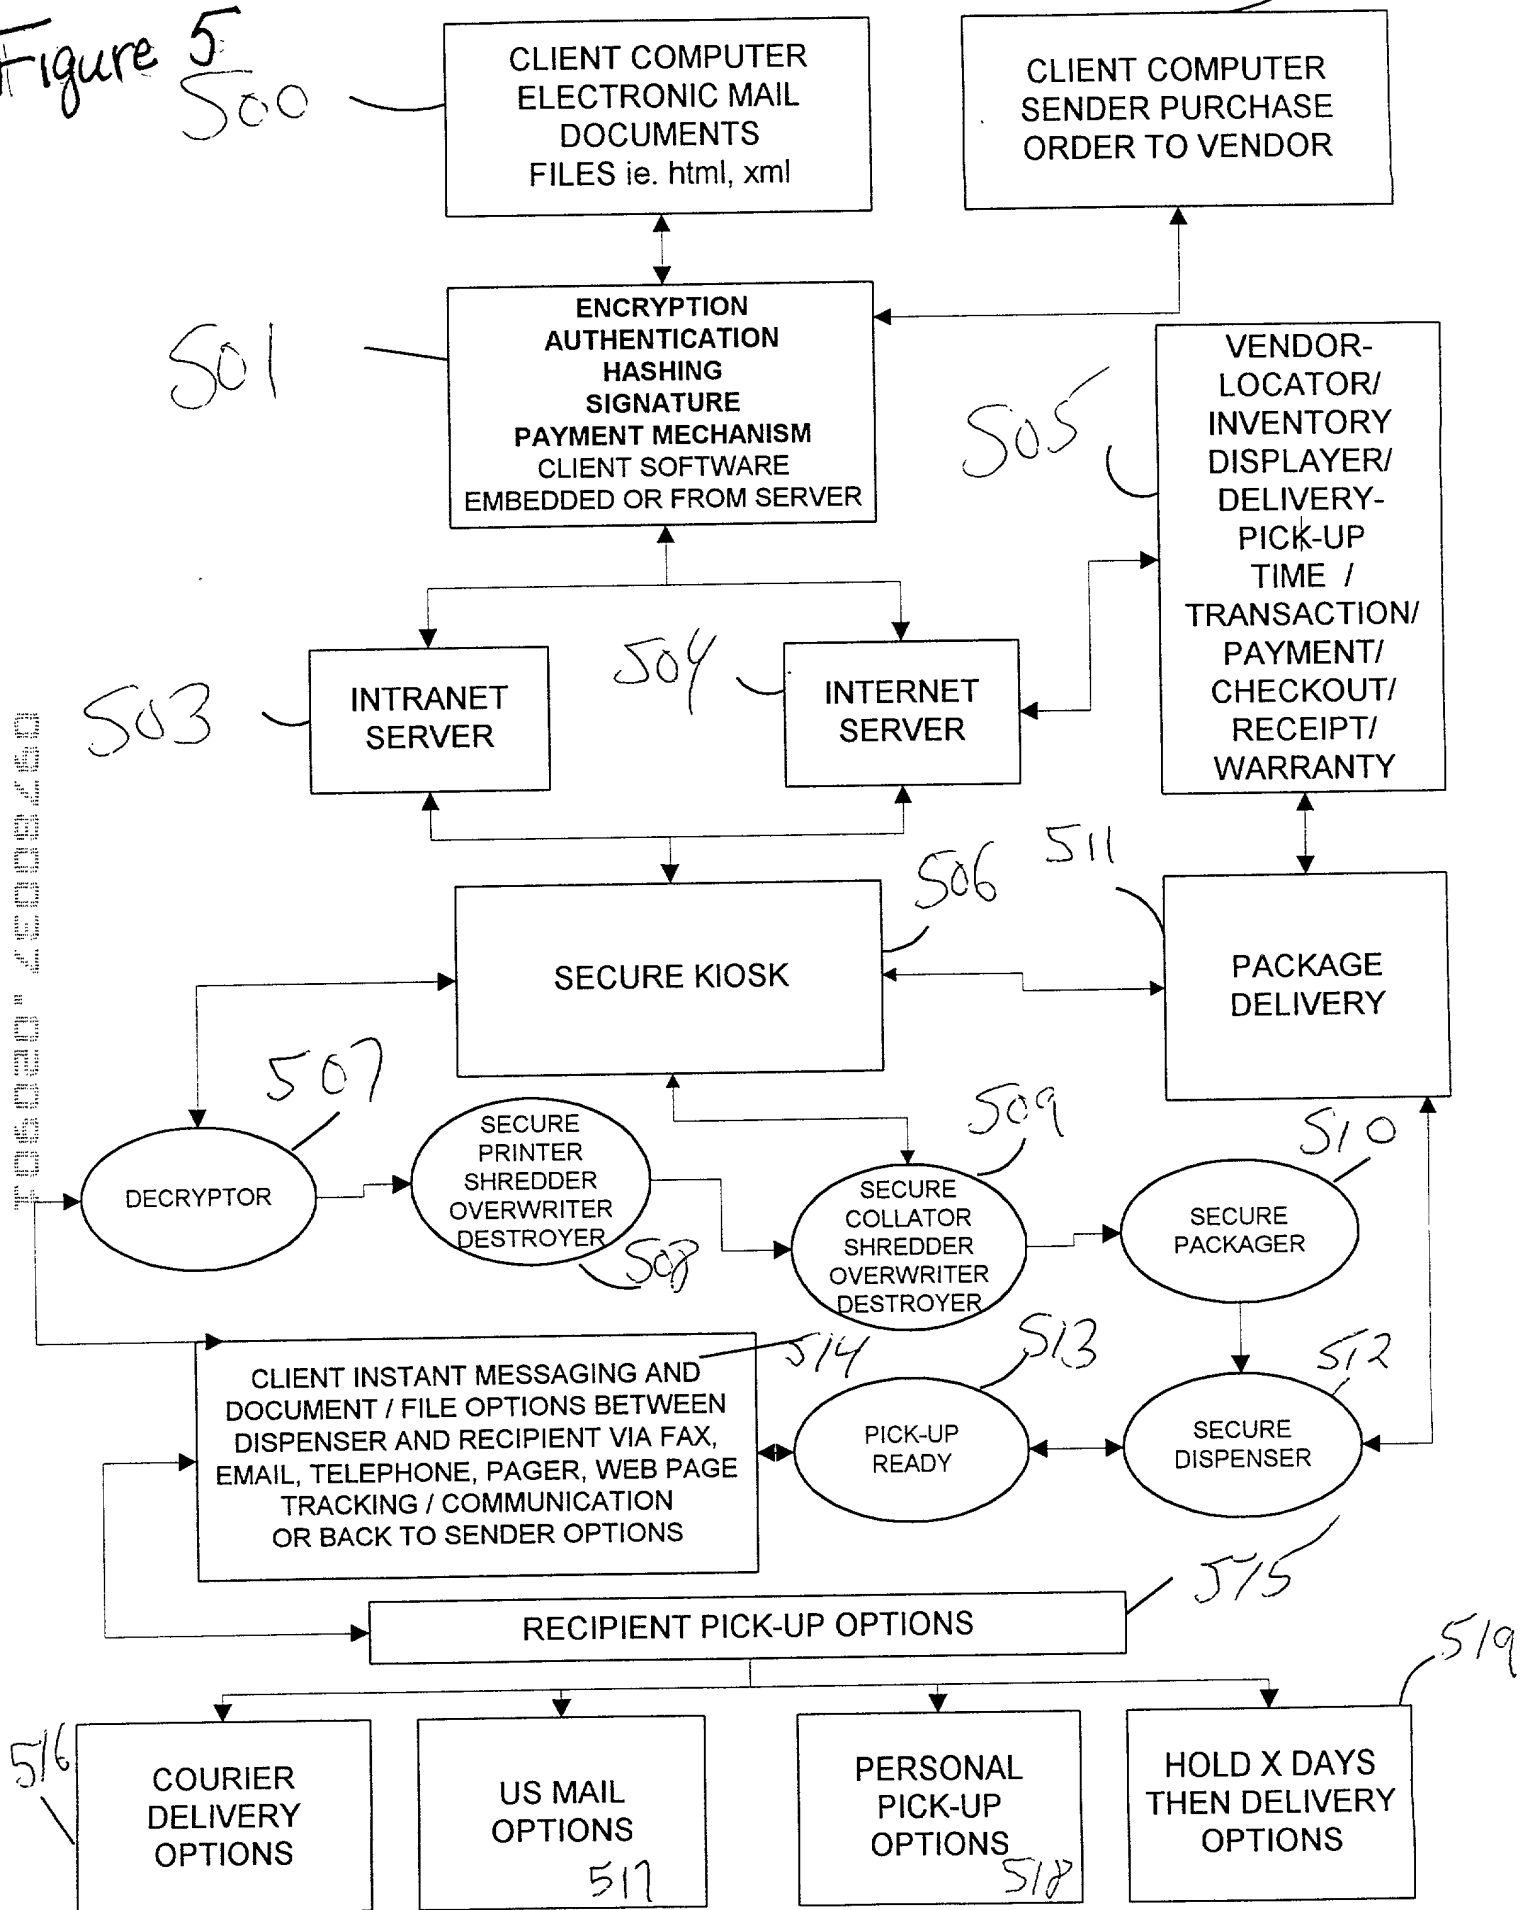 Figure 5
500
CLIENT COMPUTER
ELECTRONIC MAIL
DOCUMENTS
FILES ie. html, xml
CLIENT COMPUTER
SENDER PURCHASE
ORDER TO VENDOR
501
ENCRYPTION
AUTHENTICATION
HASHING
SIGNATURE
PAYMENT MECHANISM
CLIENT SOFTWARE
EMBEDDED OR FROM SERVER
505
VENDOR-
LOCATOR/
INVENTORY
DISPLAYER/
DELIVERY-
PICK-UP
TIME /
TRANSACTION/
PAYMENT/
CHECKOUT/
RECEIPT/
WARRANTY
503
INTRANET
SERVER
504
INTERNET
SERVER
506
SECURE KIOSK
511
PACKAGE
DELIVERY
507
DECRYPTOR
SECURE
PRINTER
SHREDDER
OVERWRITER
DESTROYER
508
509
SECURE
COLLATOR
SHREDDER
OVERWRITER
DESTROYER
510
SECURE
PACKAGER
514
CLIENT INSTANT MESSAGING AND
DOCUMENT / FILE OPTIONS BETWEEN
DISPENSER AND RECIPIENT VIA FAX,
EMAIL, TELEPHONE, PAGER, WEB PAGE
TRACKING / COMMUNICATION
OR BACK TO SENDER OPTIONS
513
PICK-UP
READY
512
SECURE
DISPENSER
515
RECIPIENT PICK-UP OPTIONS
516
COURIER
DELIVERY
OPTIONS
US MAIL
OPTIONS
517
PERSONAL
PICK-UP
OPTIONS
518
519
HOLD X DAYS
THEN DELIVERY
OPTIONS